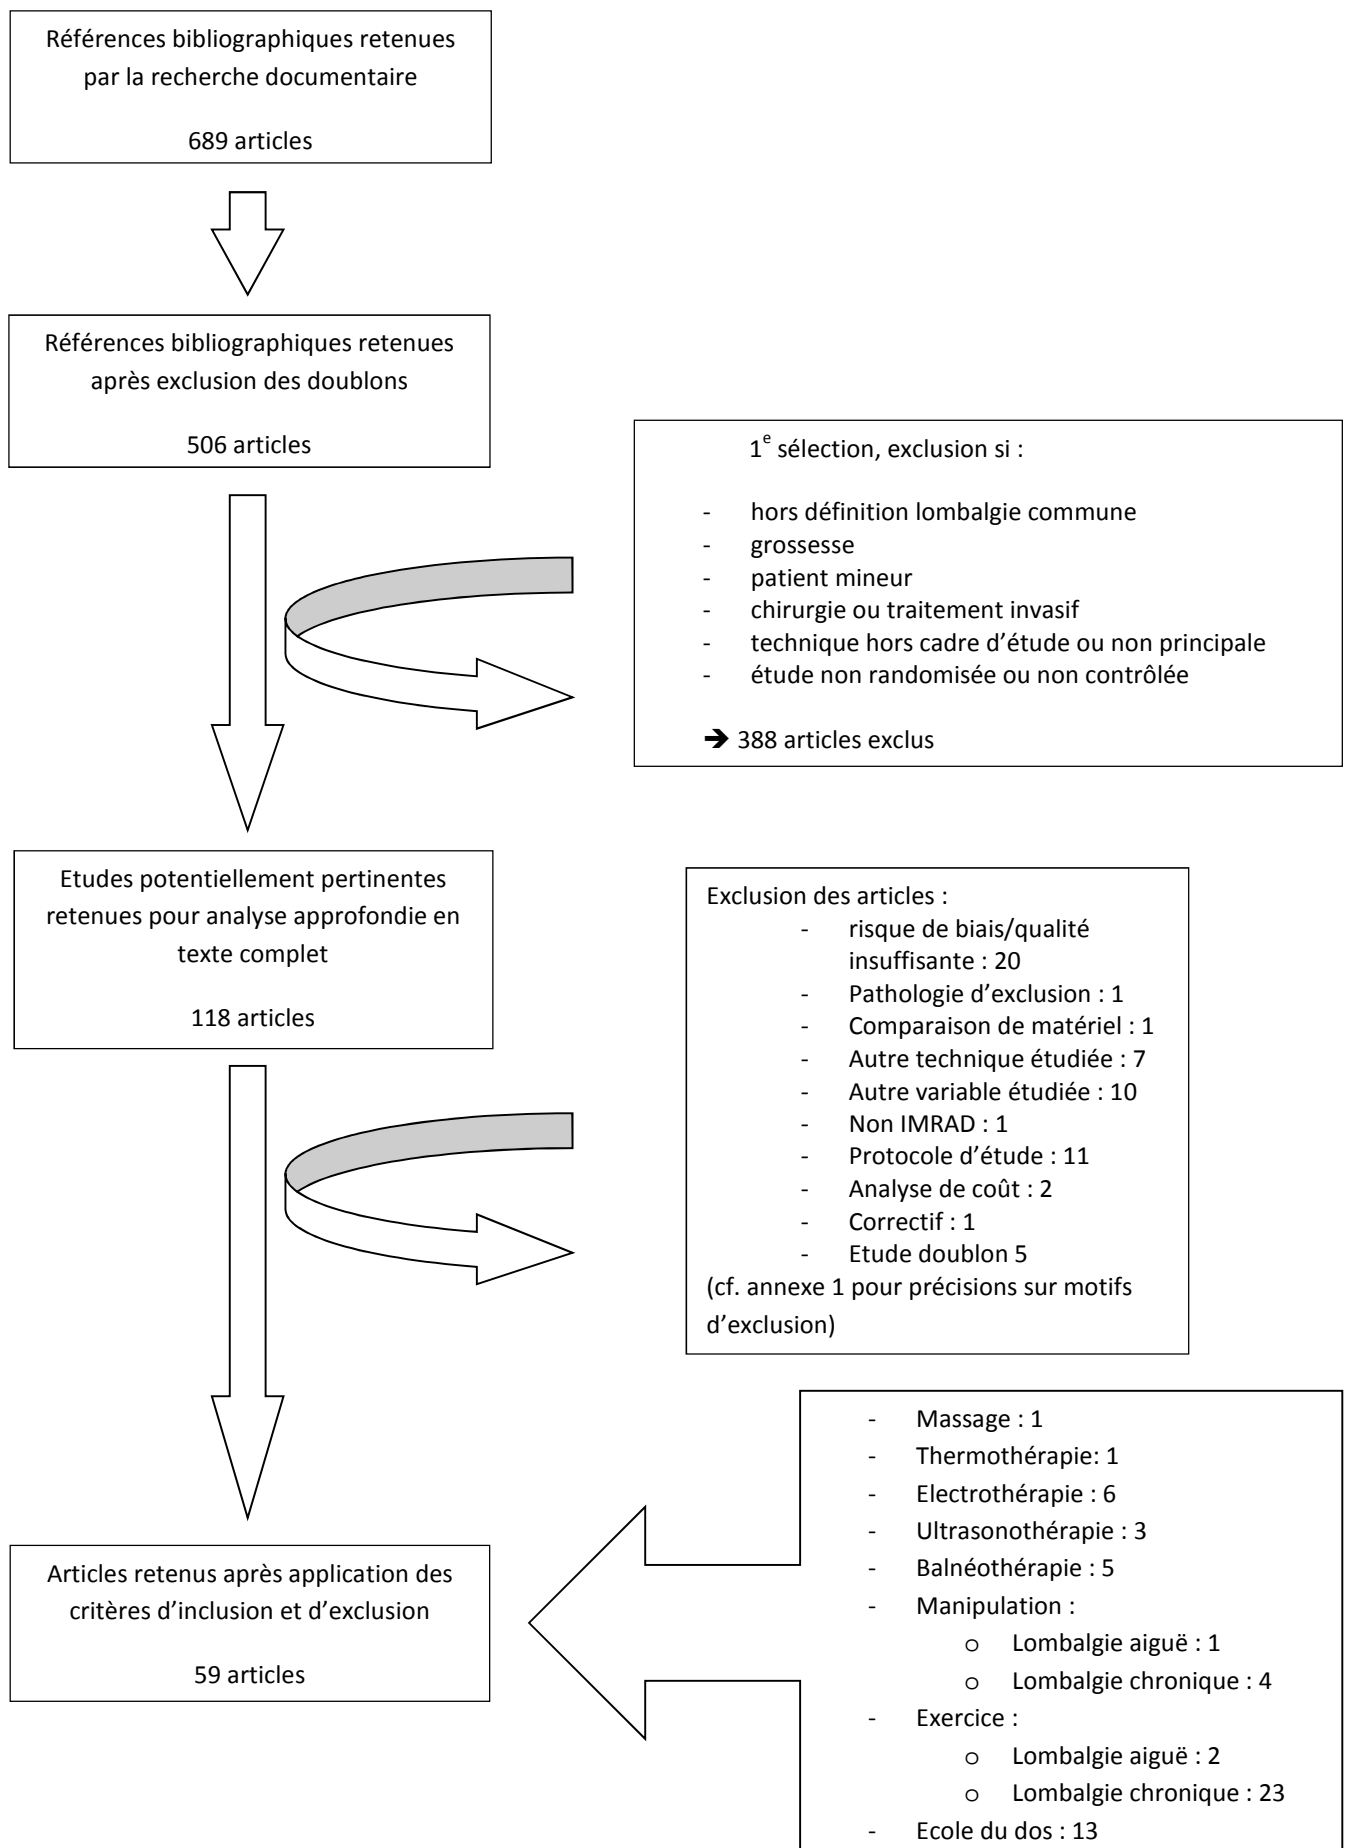 Références bibliographiques retenues
par la recherche documentaire
689 articles
Références bibliographiques retenues
après exclusion des doublons
506 articles
1e sélection, exclusion si :
- hors définition lombalgie commune
- grossesse
- patient mineur
- chirurgie ou traitement invasif
- technique hors cadre d’étude ou non principale
- étude non randomisée ou non contrôlée
➔ 388 articles exclus
Etudes potentiellement pertinentes
retenues pour analyse approfondie en
texte complet
118 articles
Exclusion des articles :
- risque de biais/qualité
insuffisante : 20
- Pathologie d’exclusion : 1
- Comparaison de matériel : 1
- Autre technique étudiée : 7
- Autre variable étudiée : 10
- Non IMRAD : 1
- Protocole d’étude : 11
- Analyse de coût : 2
- Correctif : 1
- Etude doublon 5
(cf. annexe 1 pour précisions sur motifs
d’exclusion)
Articles retenus après application des
critères d’inclusion et d’exclusion
59 articles
- Massage : 1
- Thermothérapie: 1
- Electrothérapie : 6
- Ultrasonothérapie : 3
- Balnéothérapie : 5
- Manipulation :
o Lombalgie aiguë : 1
o Lombalgie chronique : 4
- Exercice :
o Lombalgie aiguë : 2
o Lombalgie chronique : 23
- Ecole du dos : 13